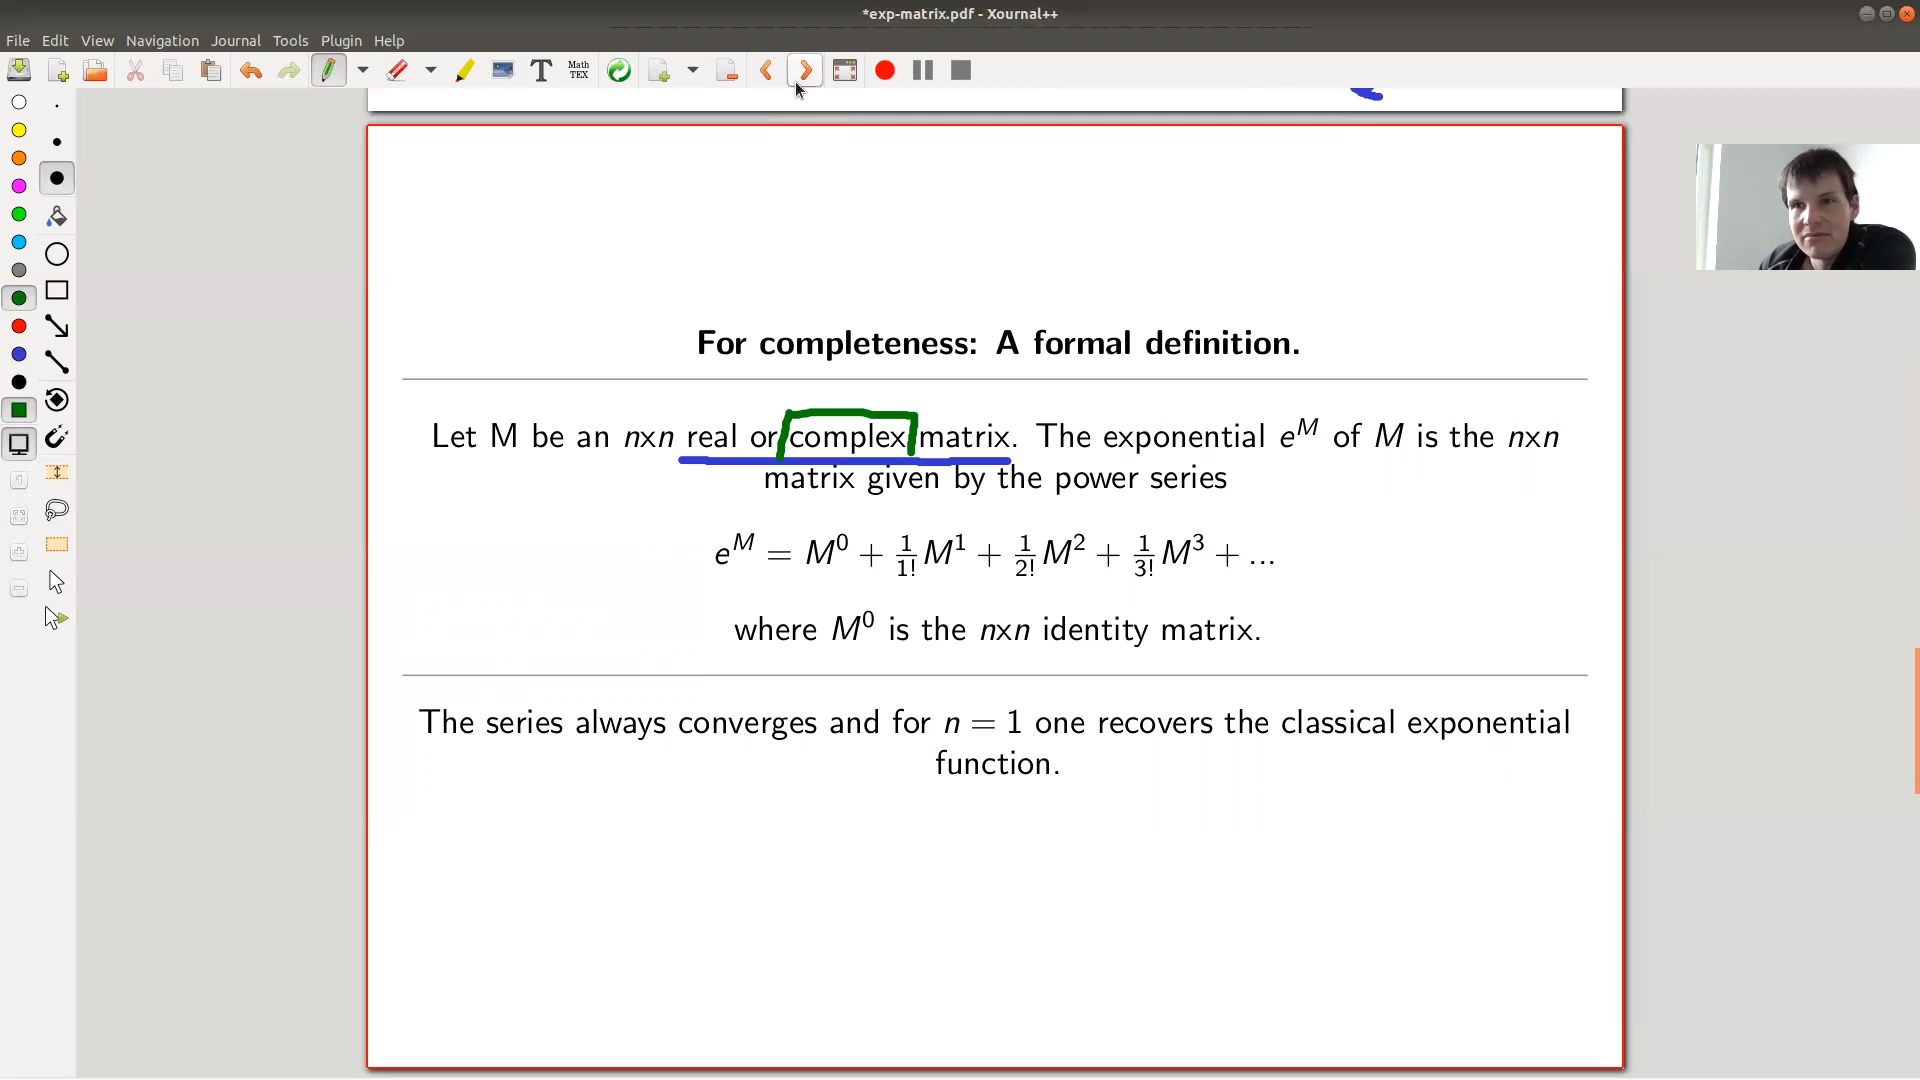 *exp-matrix.pdf - Xournal++
File Edit View Navigation Journal Tools Plugin Help
T Math TEX
For completeness: A formal definition.
Let M be an nxn real or complex matrix. The exponential e^M of M is the nxn
matrix given by the power series
e^M = M^0 + 1/1! M^1 + 1/2! M^2 + 1/3! M^3 + ...
where M^0 is the nxn identity matrix.
The series always converges and for n = 1 one recovers the classical exponential
function.